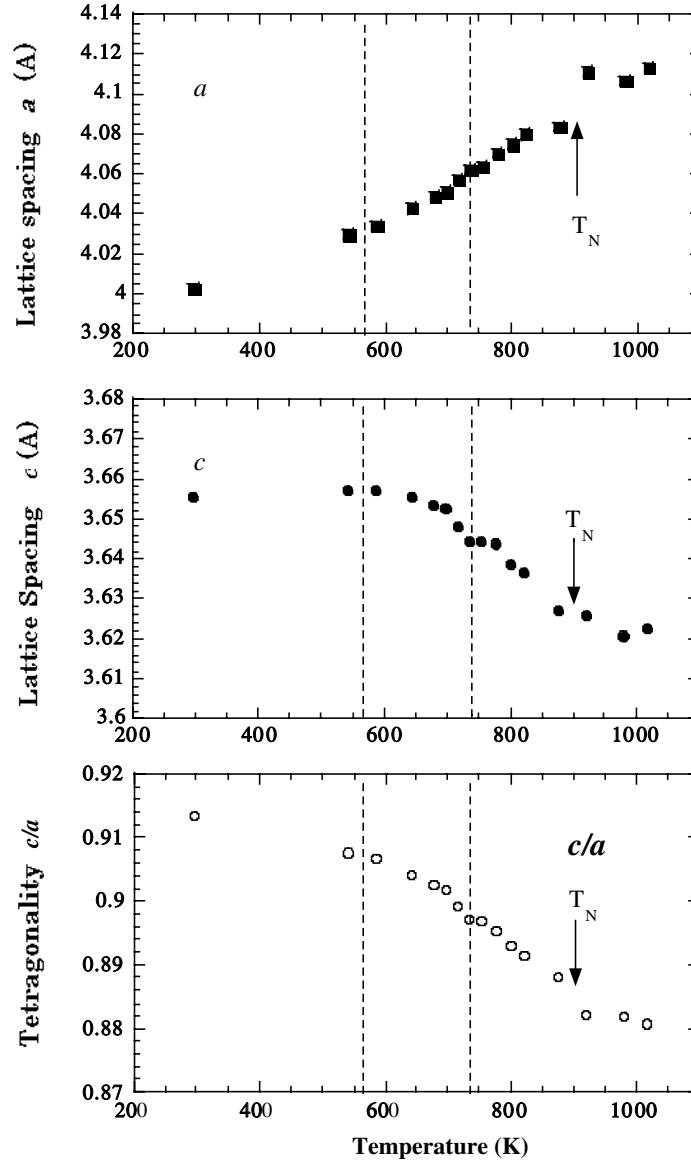 Lattice spacing a (A)
4.14
4.12
4.1
4.08
4.06
4.04
4.02
4
3.98
a
T_N
200 400 600 800 1000
Lattice Spacing c (A)
3.68
3.67
3.66
3.65
3.64
3.63
3.62
3.61
3.6
c
T_N
200 400 600 800 1000
Tetragonality c/a
0.92
0.91
0.9
0.89
0.88
0.87
c/a
T_N
200 400 600 800 1000
Temperature (K)